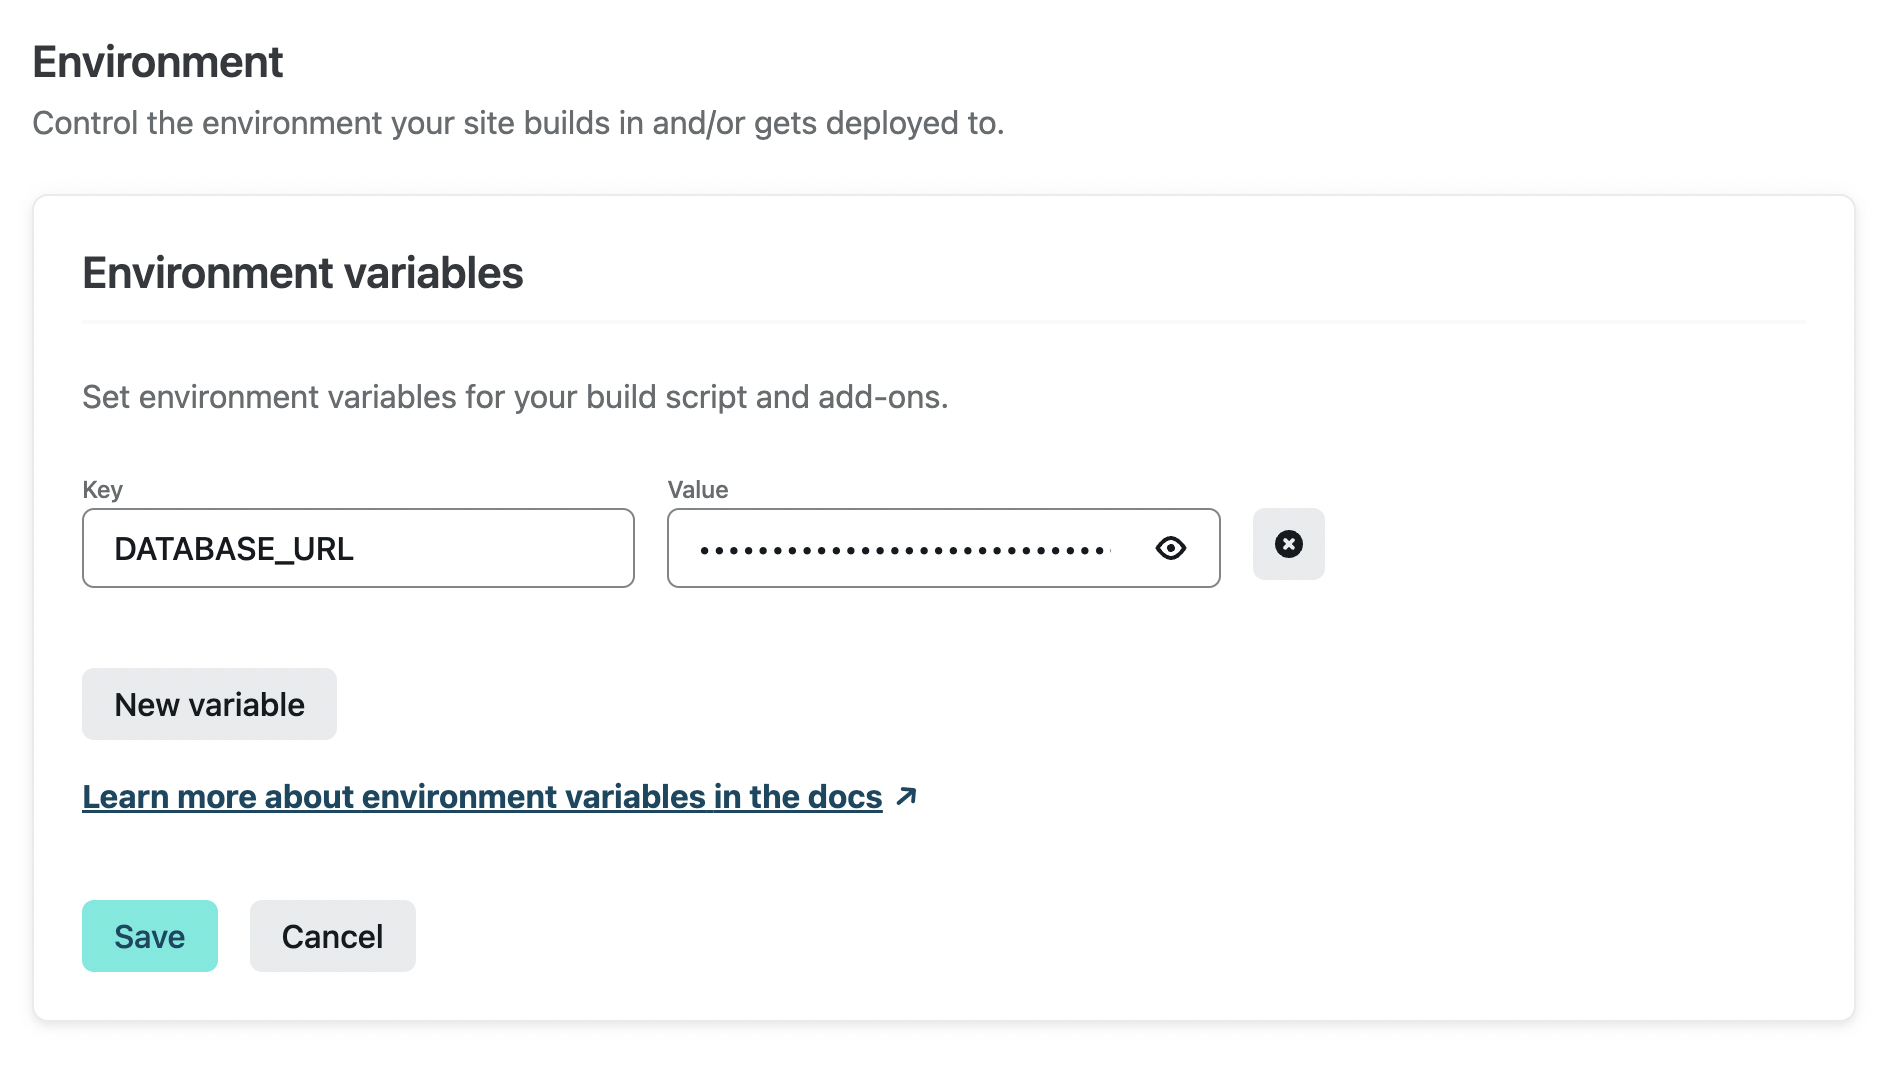 Environment
Control the environment your site builds in and/or gets deployed to.
Environment variables
Set environment variables for your build script and add-ons.
Key Value
DATABASE_URL ••••••••••••••••••••••••••••
New variable
Learn more about environment variables in the docs ↗
Save Cancel